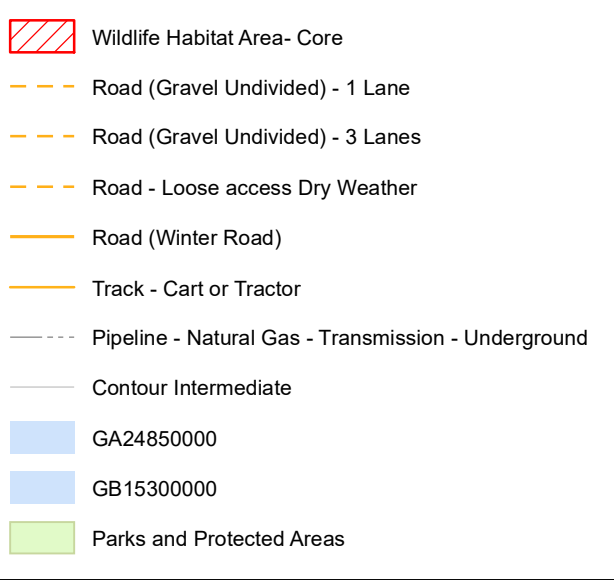 Wildlife Habitat Area- Core
Road (Gravel Undivided) - 1 Lane
Road (Gravel Undivided) - 3 Lanes
Road - Loose access Dry Weather
Road (Winter Road)
Track - Cart or Tractor
Pipeline - Natural Gas - Transmission - Underground
Contour Intermediate
GA24850000
GB15300000
Parks and Protected Areas